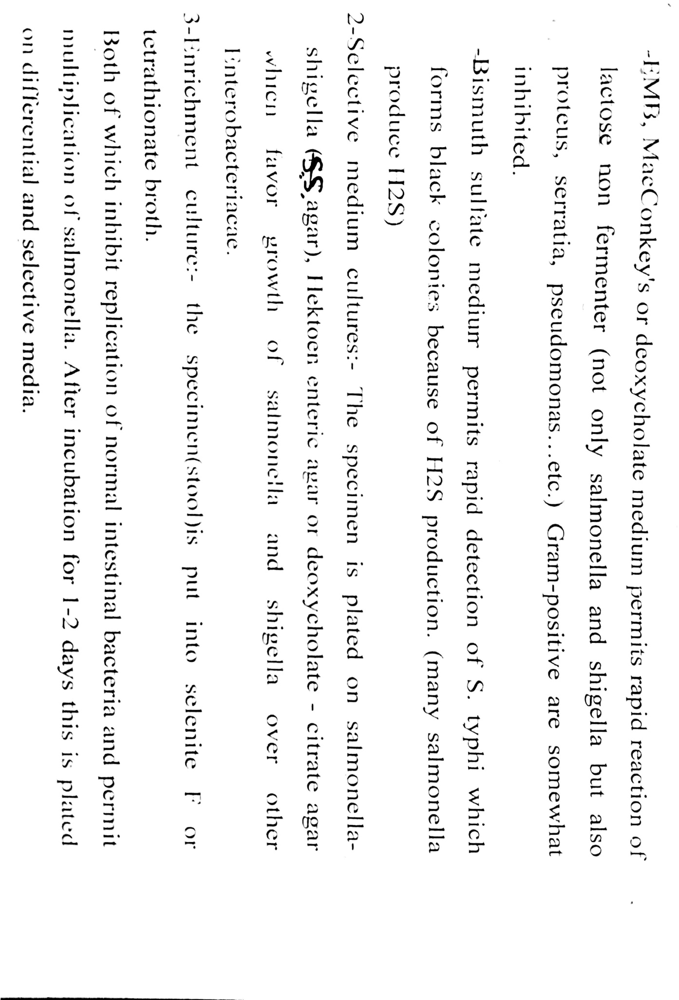 -EMB, MacConkey's or deoxycholate medium permits rapid reaction of
lactose non fermenter (not only salmonella and shigella but also
proteus, serratia, pseudomonas...etc.) Gram-positive are somewhat
inhibited.
-Bismuth sulfate medium permits rapid detection of S. typhi which
forms black colonies because of H2S production. (many salmonella
produce H2S)
2-Selective medium cultures:- The specimen is plated on salmonella-
shigella (SS agar), Hektoen enteric agar or deoxycholate - citrate agar
when favor growth of salmonella and shigella over other
Enterobacteriacae.
3-Enrichment culture:- the specimen(stool)is put into selenite F or
tetrathionate broth.
Both of which inhibit replication of normal intestinal bacteria and permit
multiplication of salmonella. After incubation for 1-2 days this is plated
on differential and selective media.